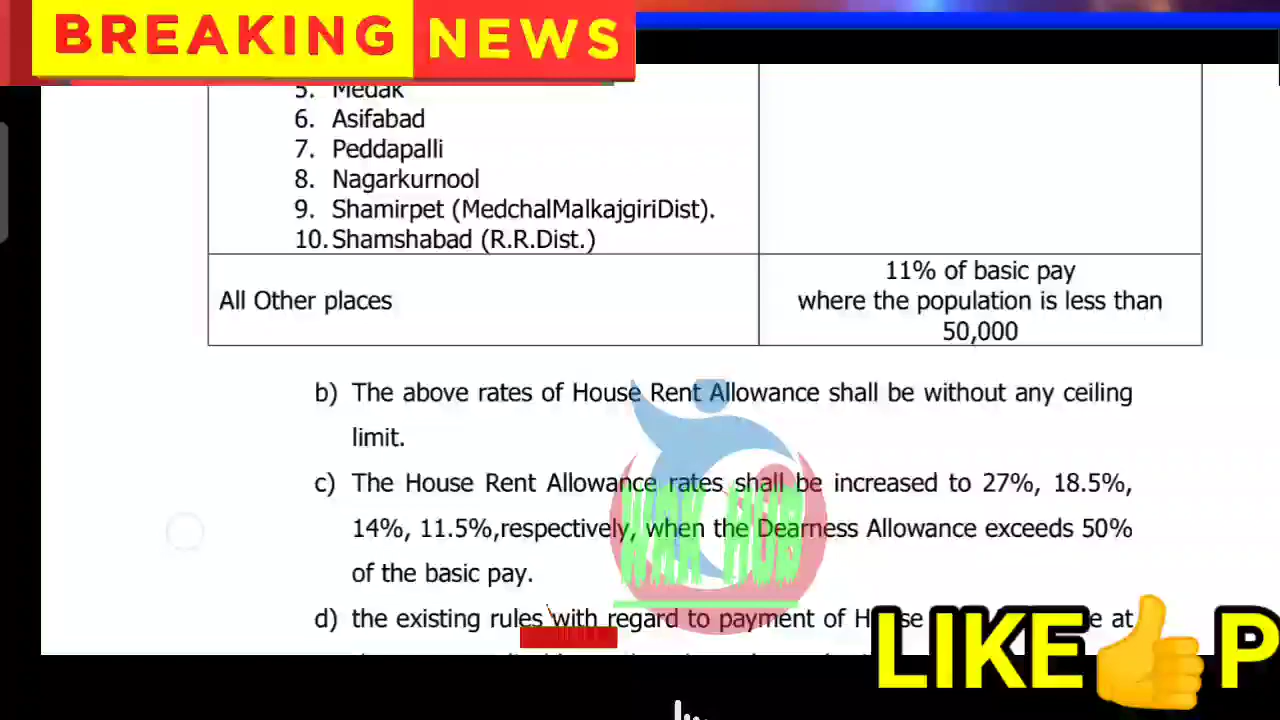 BREAKING NEWS
5. Medak
6. Asifabad
7. Peddapalli
8. Nagarkurnool
9. Shamirpet (MedchalMalkajgiriDist).
10. Shamshabad (R.R.Dist.)
All Other places
11% of basic pay
where the population is less than
50,000
b) The above rates of House Rent Allowance shall be without any ceiling
limit.
c) The House Rent Allowance rates shall be increased to 27%, 18.5%,
14%, 11.5%,respectively, when the Dearness Allowance exceeds 50%
of the basic pay.
d) the existing rules with regard to payment of at
WAX HUB
LIKE P